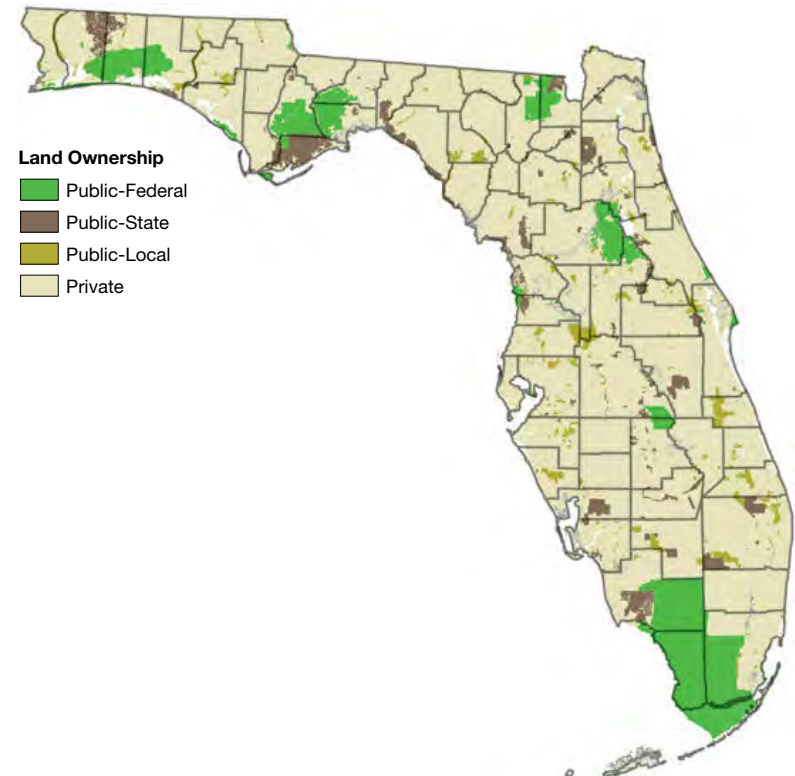 Land Ownership
Public-Federal
Public-State
Public-Local
Private